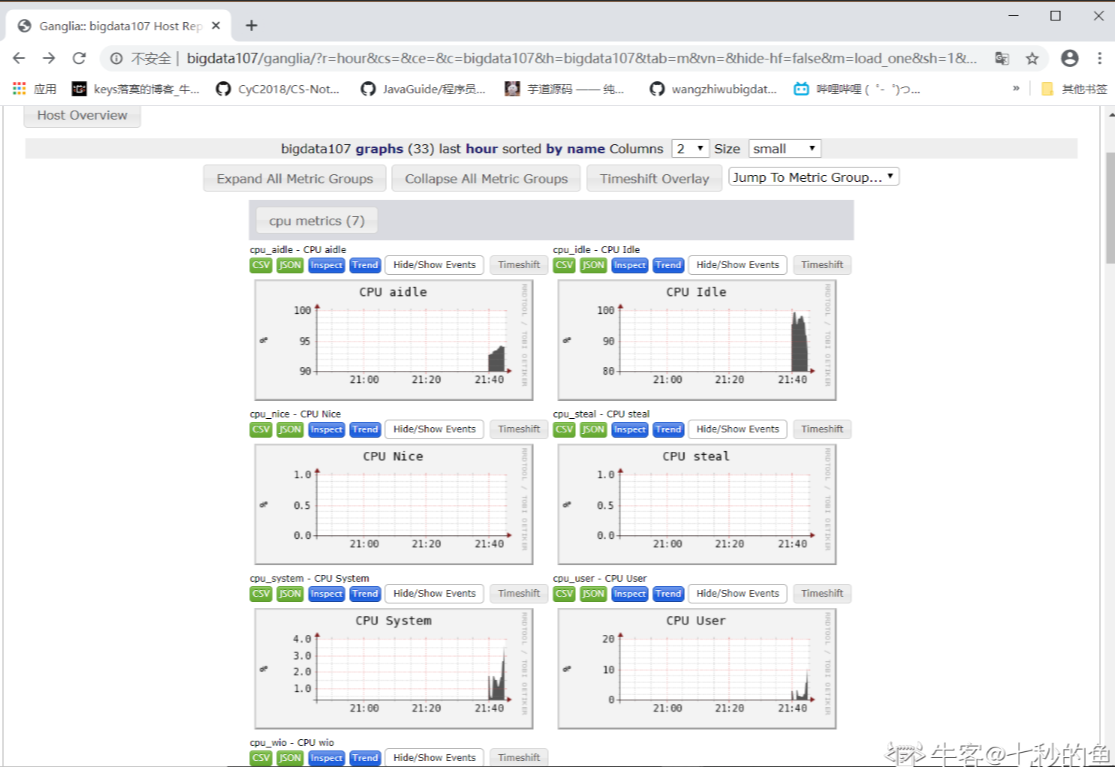 Ganglia:: bigdata107 Host Rep
不安全 | bigdata107/ganglia/?r=hour&cs=&ce=&c=bigdata107&h=bigdata107&tab=m&vn=&hide-hf=false&m=load_one&sh=1&...
应用 keys落莫的博客_牛... CyC2018/CS-Not... JavaGuide/程序员... 芋道源码 —— 纯... wangzhiwubigdat... 哔哩哔哩 ( ゜- ゜)つ... » 其他书签
Host Overview
bigdata107 graphs (33) last hour sorted by name Columns 2 Size small
Expand All Metric Groups Collapse All Metric Groups Timeshift Overlay Jump To Metric Group...
cpu metrics (7)
cpu_aidle - CPU aidle cpu_idle - CPU Idle
CSV JSON Inspect Trend Hide/Show Events Timeshift CSV JSON Inspect Trend Hide/Show Events Timeshift
CPU aidle CPU Idle
100 100
95 90
90 80
% %
21:00 21:20 21:40 21:00 21:20 21:40
RRDTOOL / TOBI OETIKER RRDTOOL / TOBI OETIKER
cpu_nice - CPU Nice cpu_steal - CPU steal
CSV JSON Inspect Trend Hide/Show Events Timeshift CSV JSON Inspect Trend Hide/Show Events Timeshift
CPU Nice CPU steal
1.0 1.0
0.5 0.5
0.0 0.0
% %
21:00 21:20 21:40 21:00 21:20 21:40
RRDTOOL / TOBI OETIKER RRDTOOL / TOBI OETIKER
cpu_system - CPU System cpu_user - CPU User
CSV JSON Inspect Trend Hide/Show Events Timeshift CSV JSON Inspect Trend Hide/Show Events Timeshift
CPU System CPU User
4.0 20
3.0
2.0 10
1.0 0
% %
21:00 21:20 21:40 21:00 21:20 21:40
RRDTOOL / TOBI OETIKER RRDTOOL / TOBI OETIKER
cpu_wio - CPU wio
CSV JSON Inspect Trend Hide/Show Events Timeshift
牛客@七秒的鱼